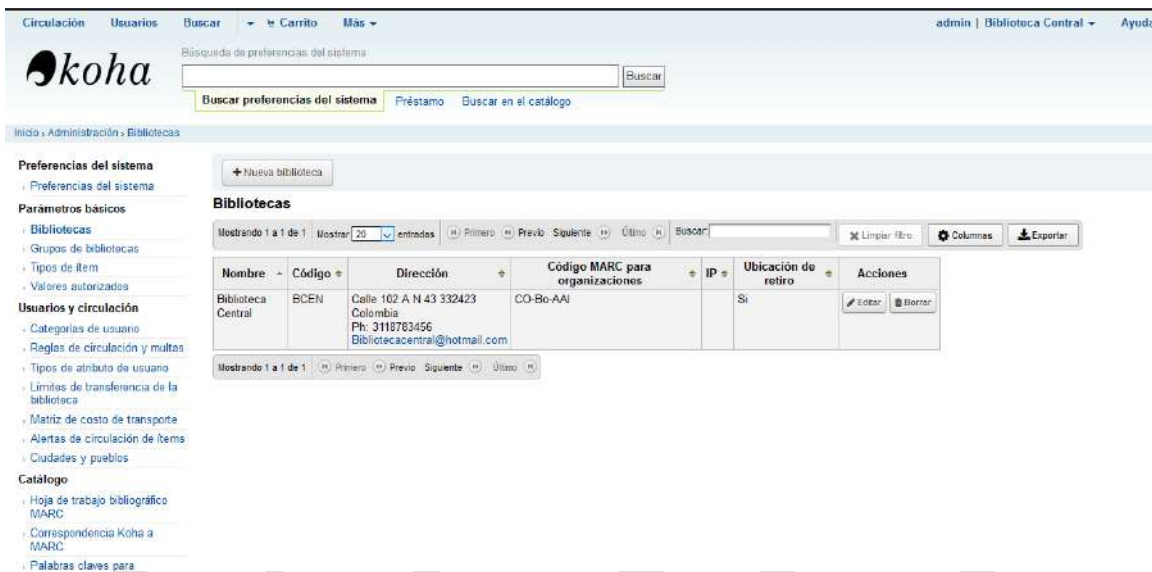 Circulación Usuarios Buscar Carrito Más admin | Biblioteca Central Ayuda
koha
Búsqueda de preferencias del sistema
Buscar
Buscar preferencias del sistema Préstamo Buscar en el catálogo
Inicio › Administración › Bibliotecas
Preferencias del sistema
Preferencias del sistema
Parámetros básicos
Bibliotecas
Grupos de bibliotecas
Tipos de ítem
Valores autorizados
Usuarios y circulación
Categorías de usuario
Reglas de circulación y multas
Tipos de atributo de usuario
Límites de transferencia de la
biblioteca
Matriz de costo de transporte
Alertas de circulación de ítems
Ciudades y pueblos
Catálogo
Hoja de trabajo bibliográfico
MARC
Correspondencia Koha a
MARC
Palabras claves para
+ Nueva biblioteca
Bibliotecas
Mostrando 1 a 1 de 1 Mostrar 20 entradas Primero Previo Siguiente Último Buscar: Limpiar filtro Columnas Exportar
Nombre Código Dirección Código MARC para IP Ubicación de Acciones
organizaciones retiro
Biblioteca BCEN Calle 102 A N 43 332423 CO-Bo-AAI Sí Editar Borrar
Central Colombia
Ph: 3118783456
Bibliotecacentral@hotmail.com
Mostrando 1 a 1 de 1 Primero Previo Siguiente Último